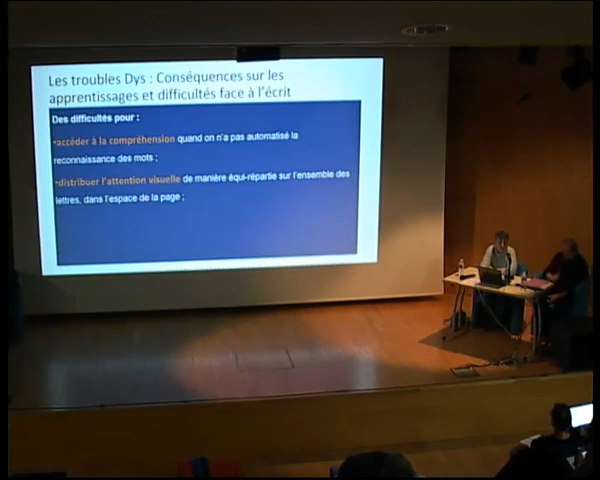 Les troubles Dys : Conséquences sur les
apprentissages et difficultés face à l'écrit
Des difficultés pour :
•accéder à la compréhension quand on n'a pas automatisé la
reconnaissance des mots ;
•distribuer l'attention visuelle de manière équi-répartie sur l'ensemble des
lettres, dans l'espace de la page ;